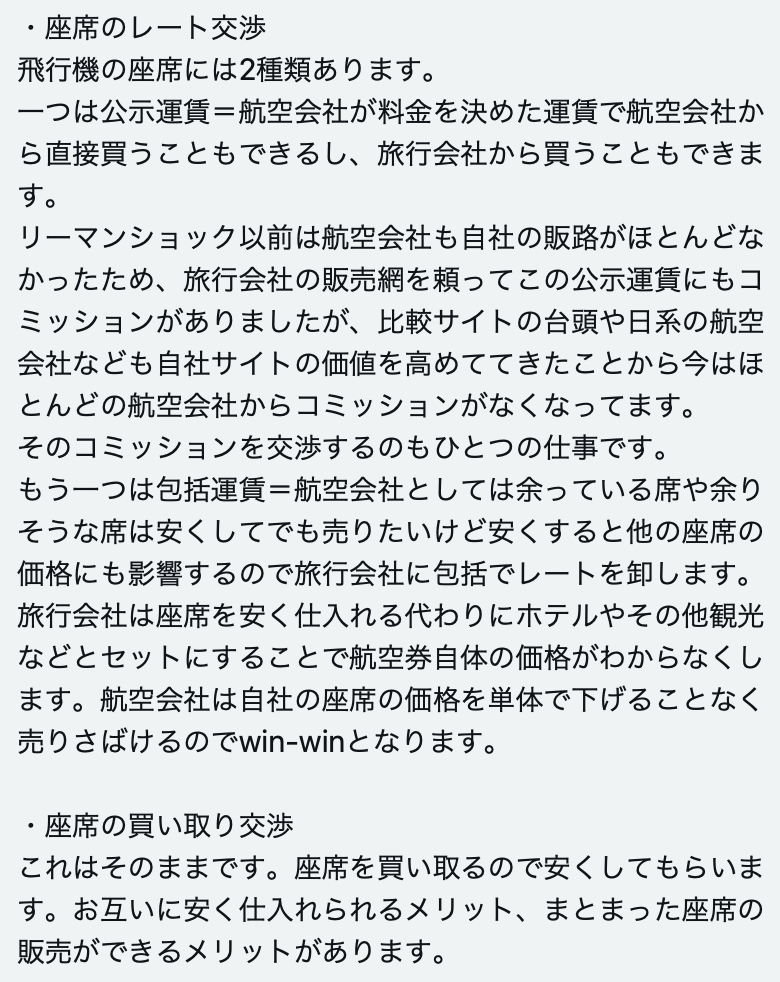 ・座席のレート交渉
飛行機の座席には2種類あります。
一つは公示運賃＝航空会社が料金を決めた運賃で航空会社か
ら直接買うこともできるし、旅行会社から買うこともできま
す。
リーマンショック以前は航空会社も自社の販路がほとんどな
かったため、旅行会社の販売網を頼ってこの公示運賃にもコ
ミッションがありましたが、比較サイトの台頭や日系の航空
会社なども自社サイトの価値を高めててきたことから今はほ
とんどの航空会社からコミッションがなくなってます。
そのコミッションを交渉するのもひとつの仕事です。
もう一つは包括運賃＝航空会社としては余っている席や余り
そうな席は安くしてでも売りたいけど安くすると他の座席の
価格にも影響するので旅行会社に包括でレートを卸します。
旅行会社は座席を安く仕入れる代わりにホテルやその他観光
などとセットにすることで航空券自体の価格がわからなくし
ます。航空会社は自社の座席の価格を単体で下げることなく
売りさばけるのでwin-winとなります。
・座席の買い取り交渉
これはそのままです。座席を買い取るので安くしてもらいま
す。お互いに安く仕入れられるメリット、まとまった座席の
販売ができるメリットがあります。